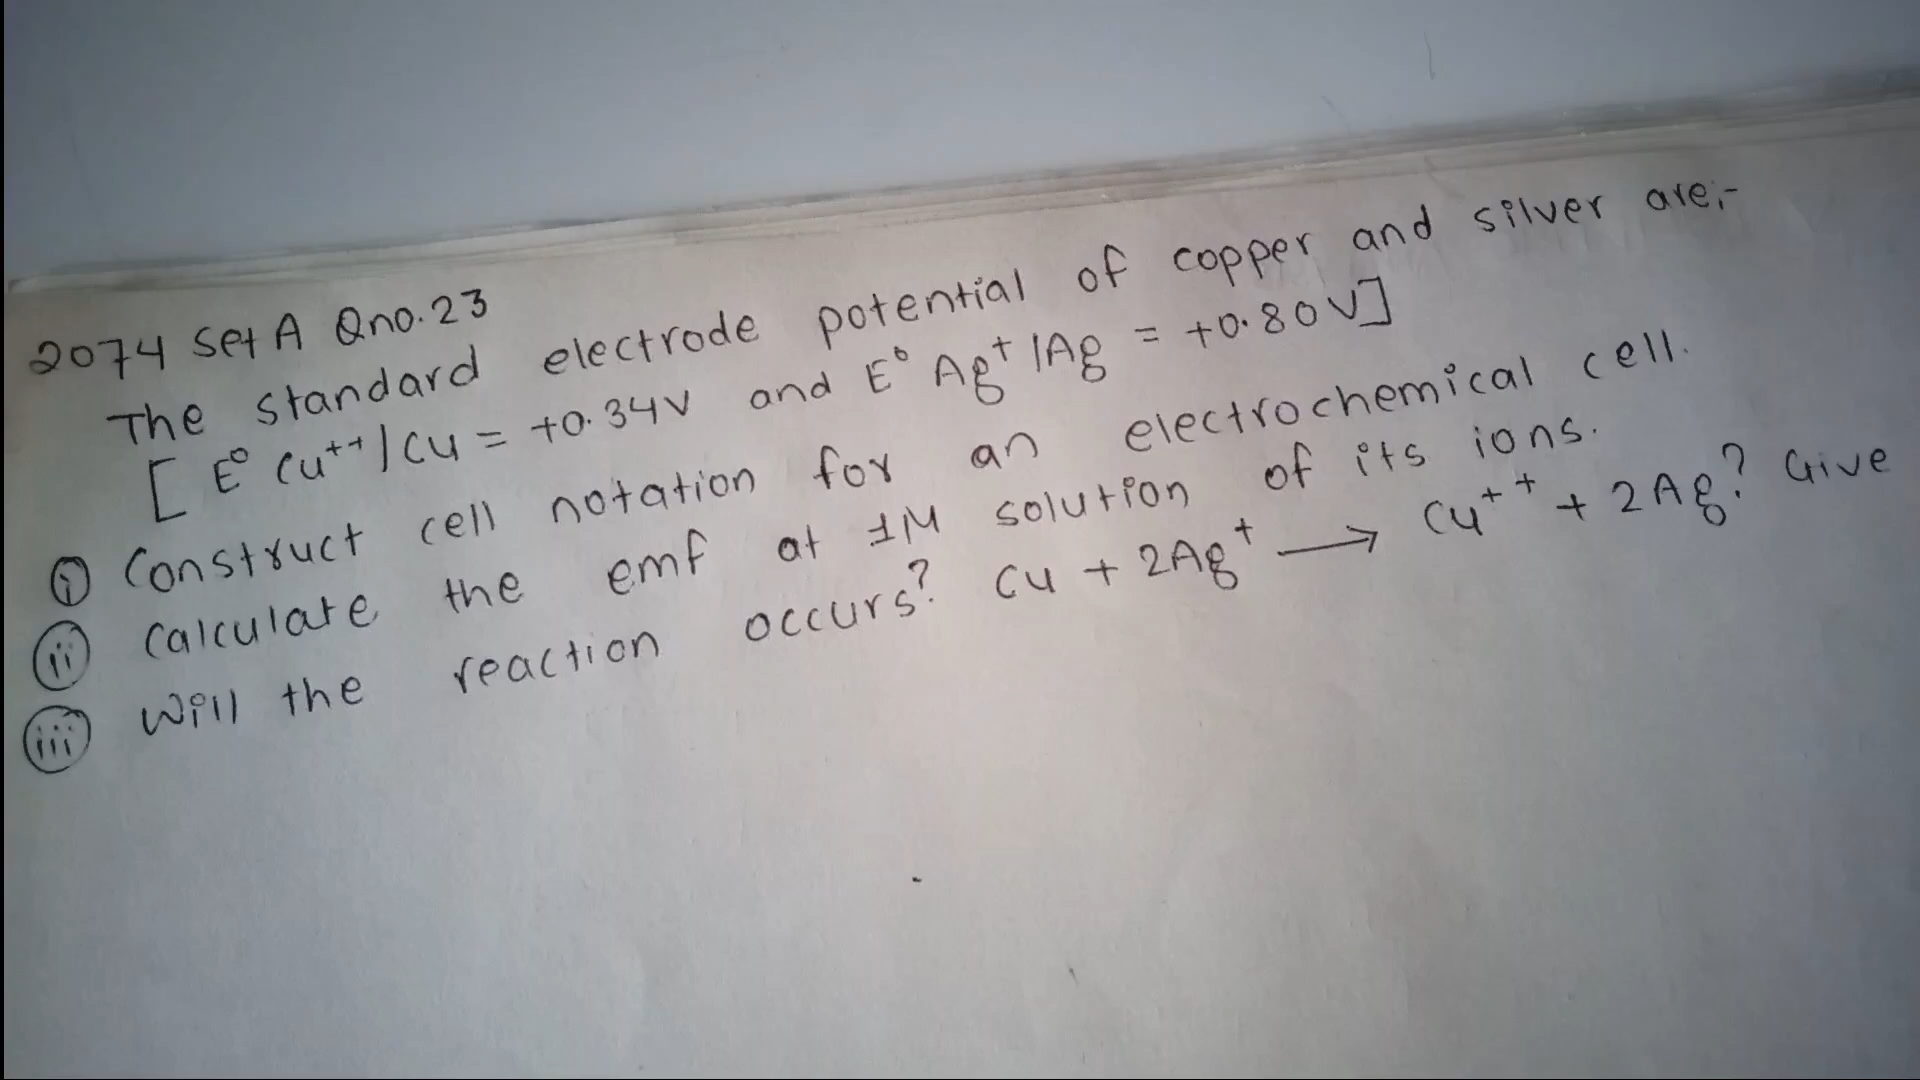 2074 Set A Qno.23
The standard electrode potential of copper and silver are:-
[E° Cu⁺⁺/Cu = +0.34V and E° Ag⁺/Ag = +0.80V]
(i) Construct cell notation for an electrochemical cell.
(ii) Calculate the emf at 1M solution of its ions.
(iii) Will the reaction occurs? Cu + 2Ag⁺ → Cu⁺⁺ + 2Ag? Give